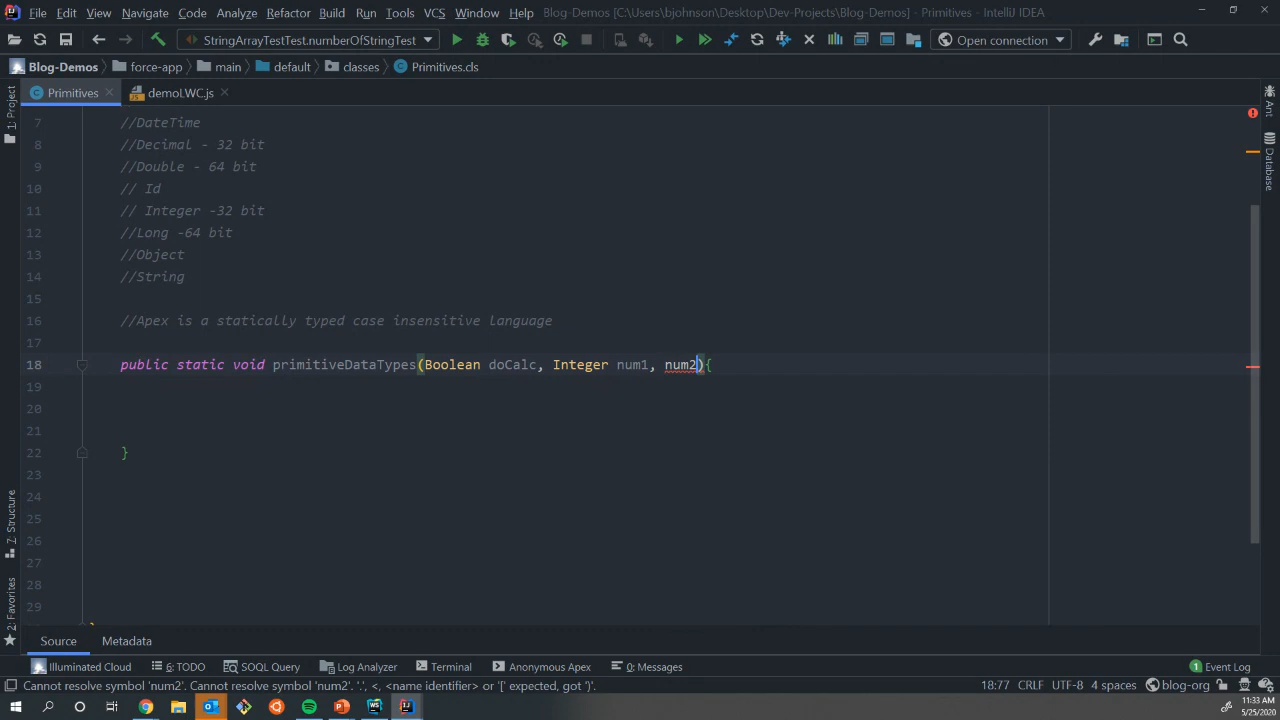 File Edit View Navigate Code Analyze Refactor Build Run Tools VCS Window Help Blog-Demos [C:\Users\bjohnson\Desktop\Dev-Projects\Blog-Demos] - Primitives - IntelliJ IDEA
StringArrayTestTest.numberOfStringTest Open connection
Blog-Demos force-app main default classes Primitives.cls
Primitives demoLWC.js
1: Project
Ant
Database
7 //DateTime
8 //Decimal - 32 bit
9 //Double - 64 bit
10 // Id
11 // Integer -32 bit
12 //Long -64 bit
13 //Object
14 //String
15
16 //Apex is a statically typed case insensitive language
17
18 public static void primitiveDataTypes(Boolean doCalc, Integer num1, num2){
19
20
21
22 }
23
24
25
26
27
28
29
Z: Structure
2: Favorites
Source Metadata
Illuminated Cloud 6: TODO SOQL Query Log Analyzer Terminal Anonymous Apex 0: Messages 1 Event Log
Cannot resolve symbol 'num2'. Cannot resolve symbol 'num2'. '.', <, <name identifier> or '[' expected, got ')'. 18:77 CRLF UTF-8 4 spaces blog-org
11:33 AM
5/25/2020